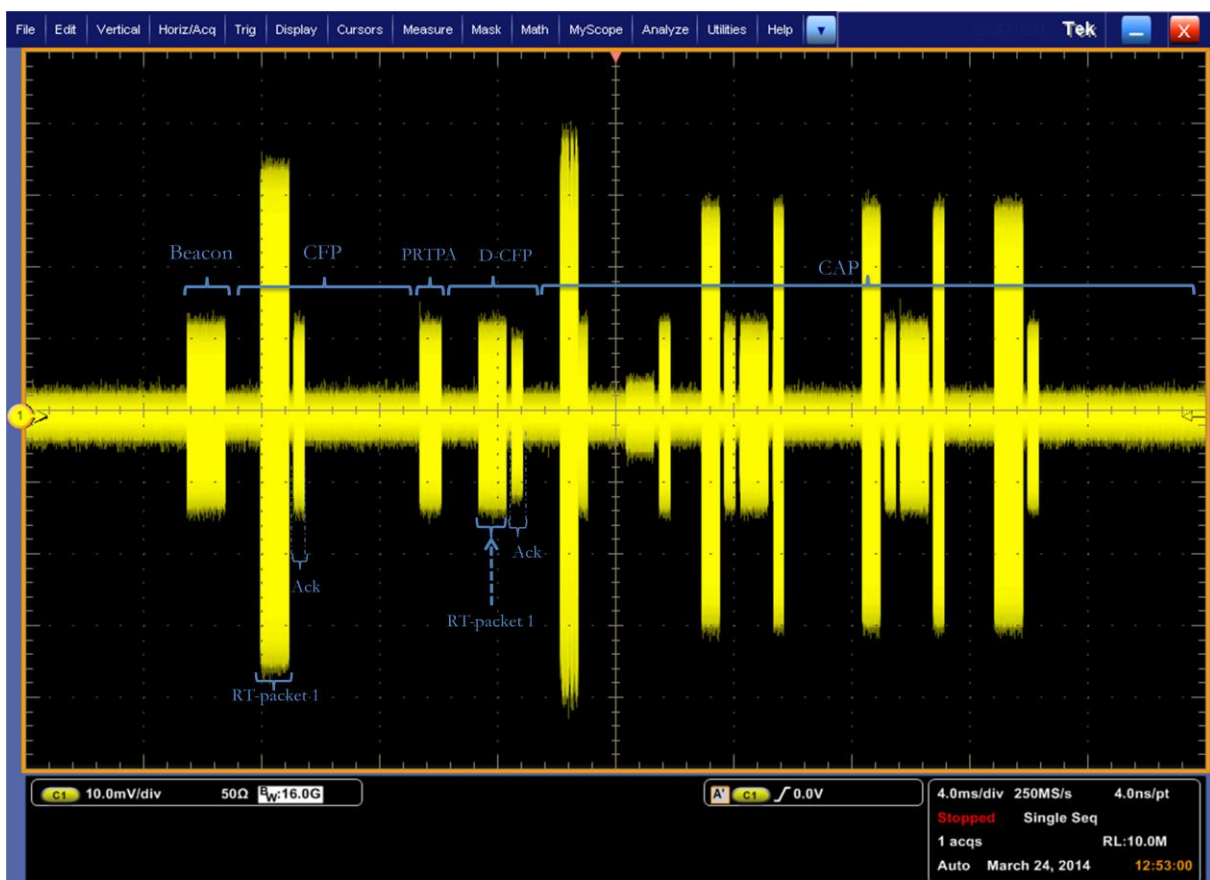 File Edit Vertical Horiz/Acq Trig Display Cursors Measure Mask Math MyScope Analyze Utilities Help Tek X
Beacon CFP PRTPA D-CFP CAP
1
Ack Ack
RT-packet 1
RT-packet 1
C1 10.0mV/div 50Ω BW:16.0G
A' C1 0.0V
4.0ms/div 250MS/s 4.0ns/pt
Stopped Single Seq
1 acqs RL:10.0M
Auto March 24, 2014 12:53:00